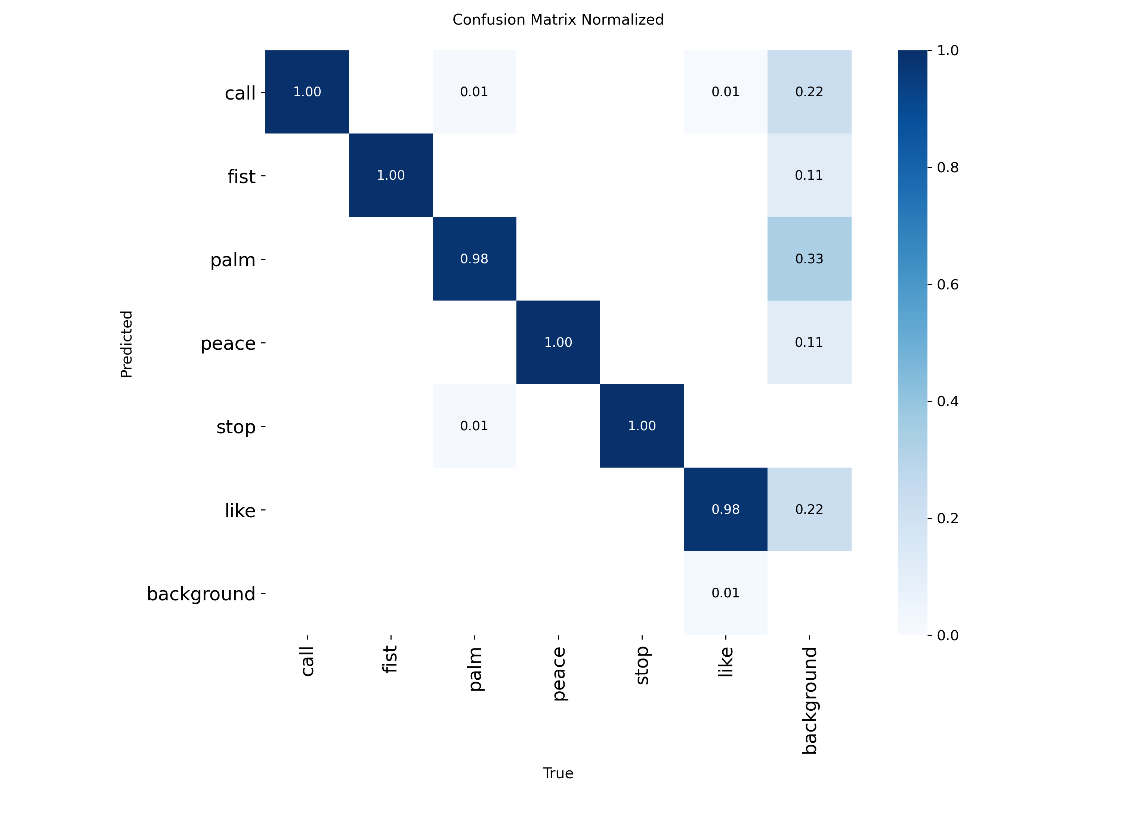 Confusion Matrix Normalized
call 1.00 0.01 0.01 0.22
fist 1.00 0.11
palm 0.98 0.33
peace 1.00 0.11
stop 0.01 1.00
like 0.98 0.22
background 0.01
call fist palm peace stop like background
True
Predicted
1.0
0.8
0.6
0.4
0.2
0.0